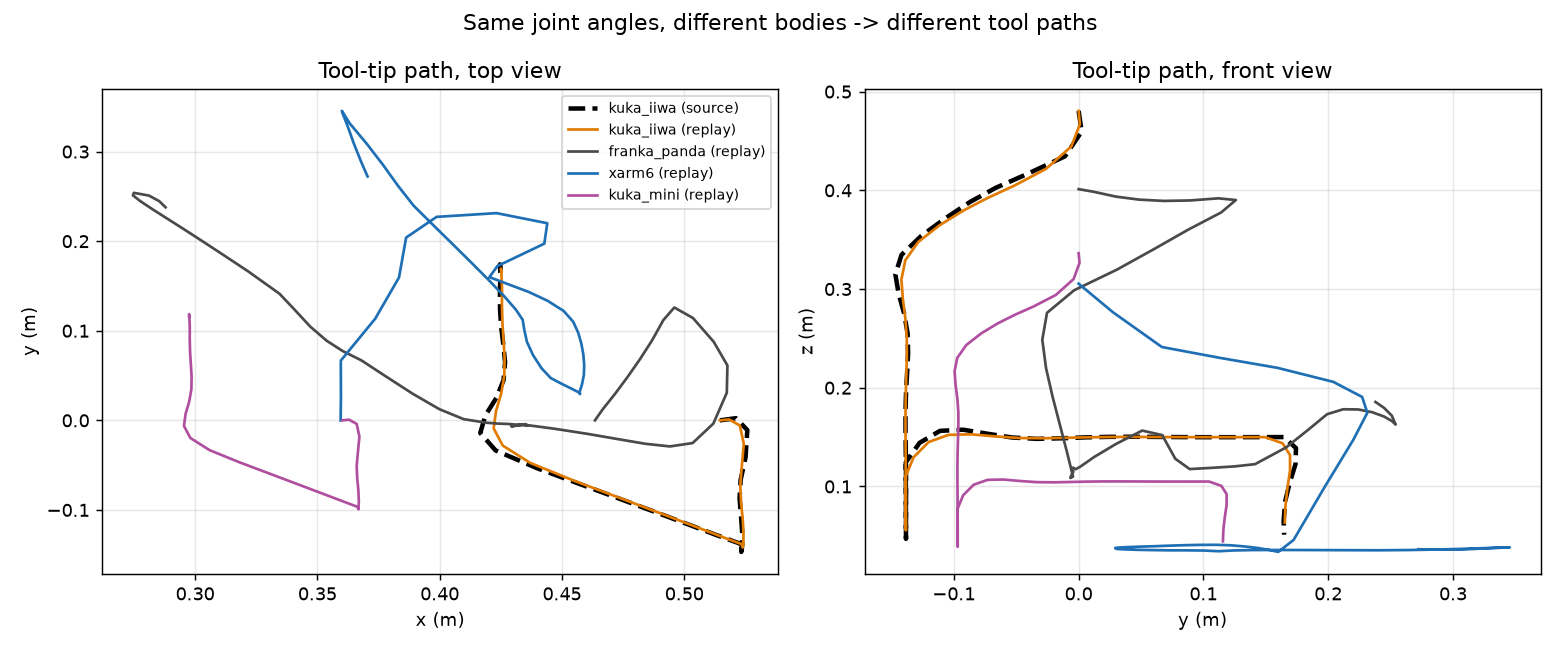 Same joint angles, different bodies -> different tool paths
Tool-tip path, top view
y (m)
0.3
0.2
0.1
0.0
−0.1
0.30
0.35
0.40
0.45
0.50
x (m)
kuka_iiwa (source)
kuka_iiwa (replay)
franka_panda (replay)
xarm6 (replay)
kuka_mini (replay)
Tool-tip path, front view
z (m)
0.5
0.4
0.3
0.2
0.1
−0.1
0.0
0.1
0.2
0.3
y (m)